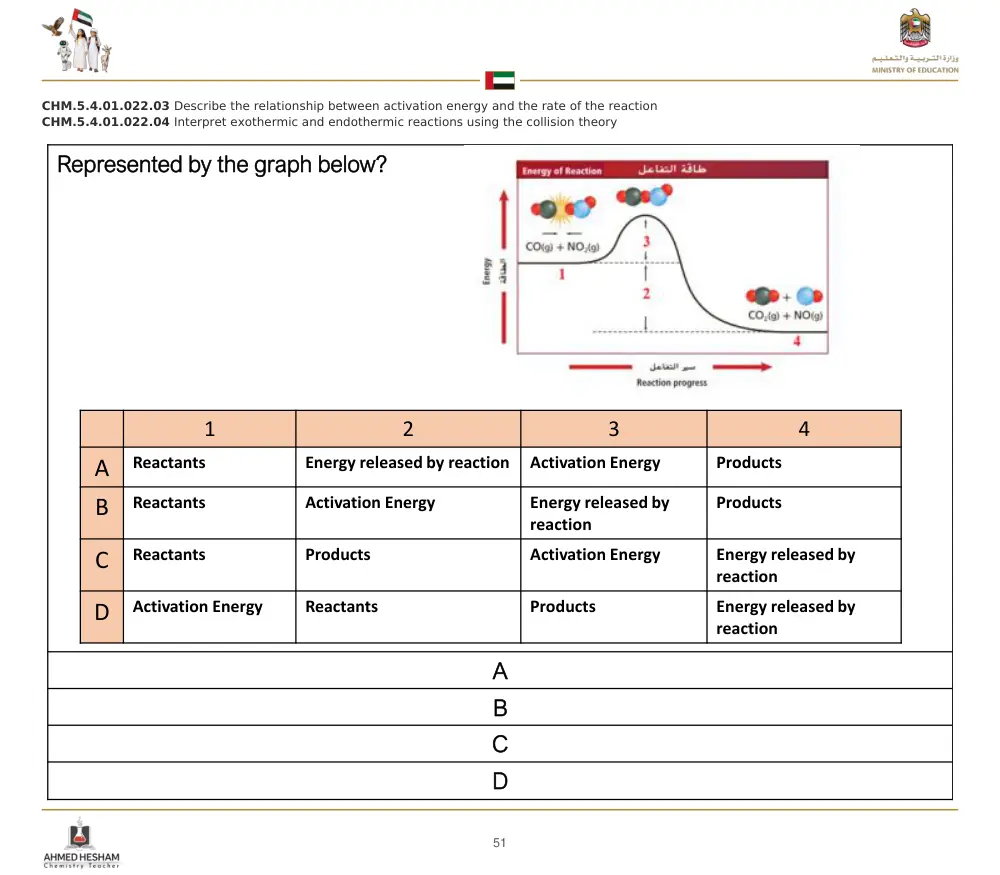 وزارة التربية والتعليم
MINISTRY OF EDUCATION
CHM.5.4.01.022.03 Describe the relationship between activation energy and the rate of the reaction
CHM.5.4.01.022.04 Interpret exothermic and endothermic reactions using the collision theory
Represented by the graph below?
Energy of Reaction طاقة التفاعل
CO(g) + NO₂(g)
1
3
2
+
CO₂(g) + NO(g)
4
Energy
الطاقة
سير التفاعل
Reaction progress
1 2 3 4
A Reactants Energy released by reaction Activation Energy Products
B Reactants Activation Energy Energy released by reaction Products
C Reactants Products Activation Energy Energy released by reaction
D Activation Energy Reactants Products Energy released by reaction
A
B
C
D
51
AHMED HESHAM
Chemistry Teacher